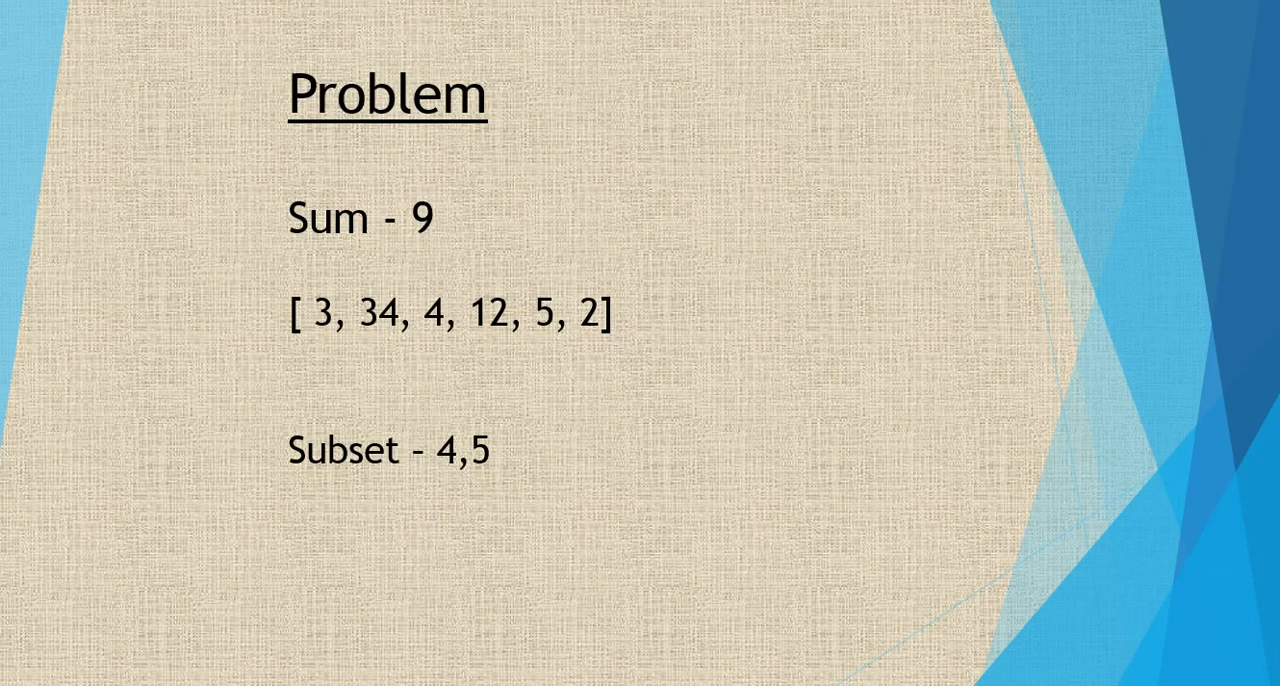 Problem
Sum - 9
[ 3, 34, 4, 12, 5, 2]
Subset - 4,5